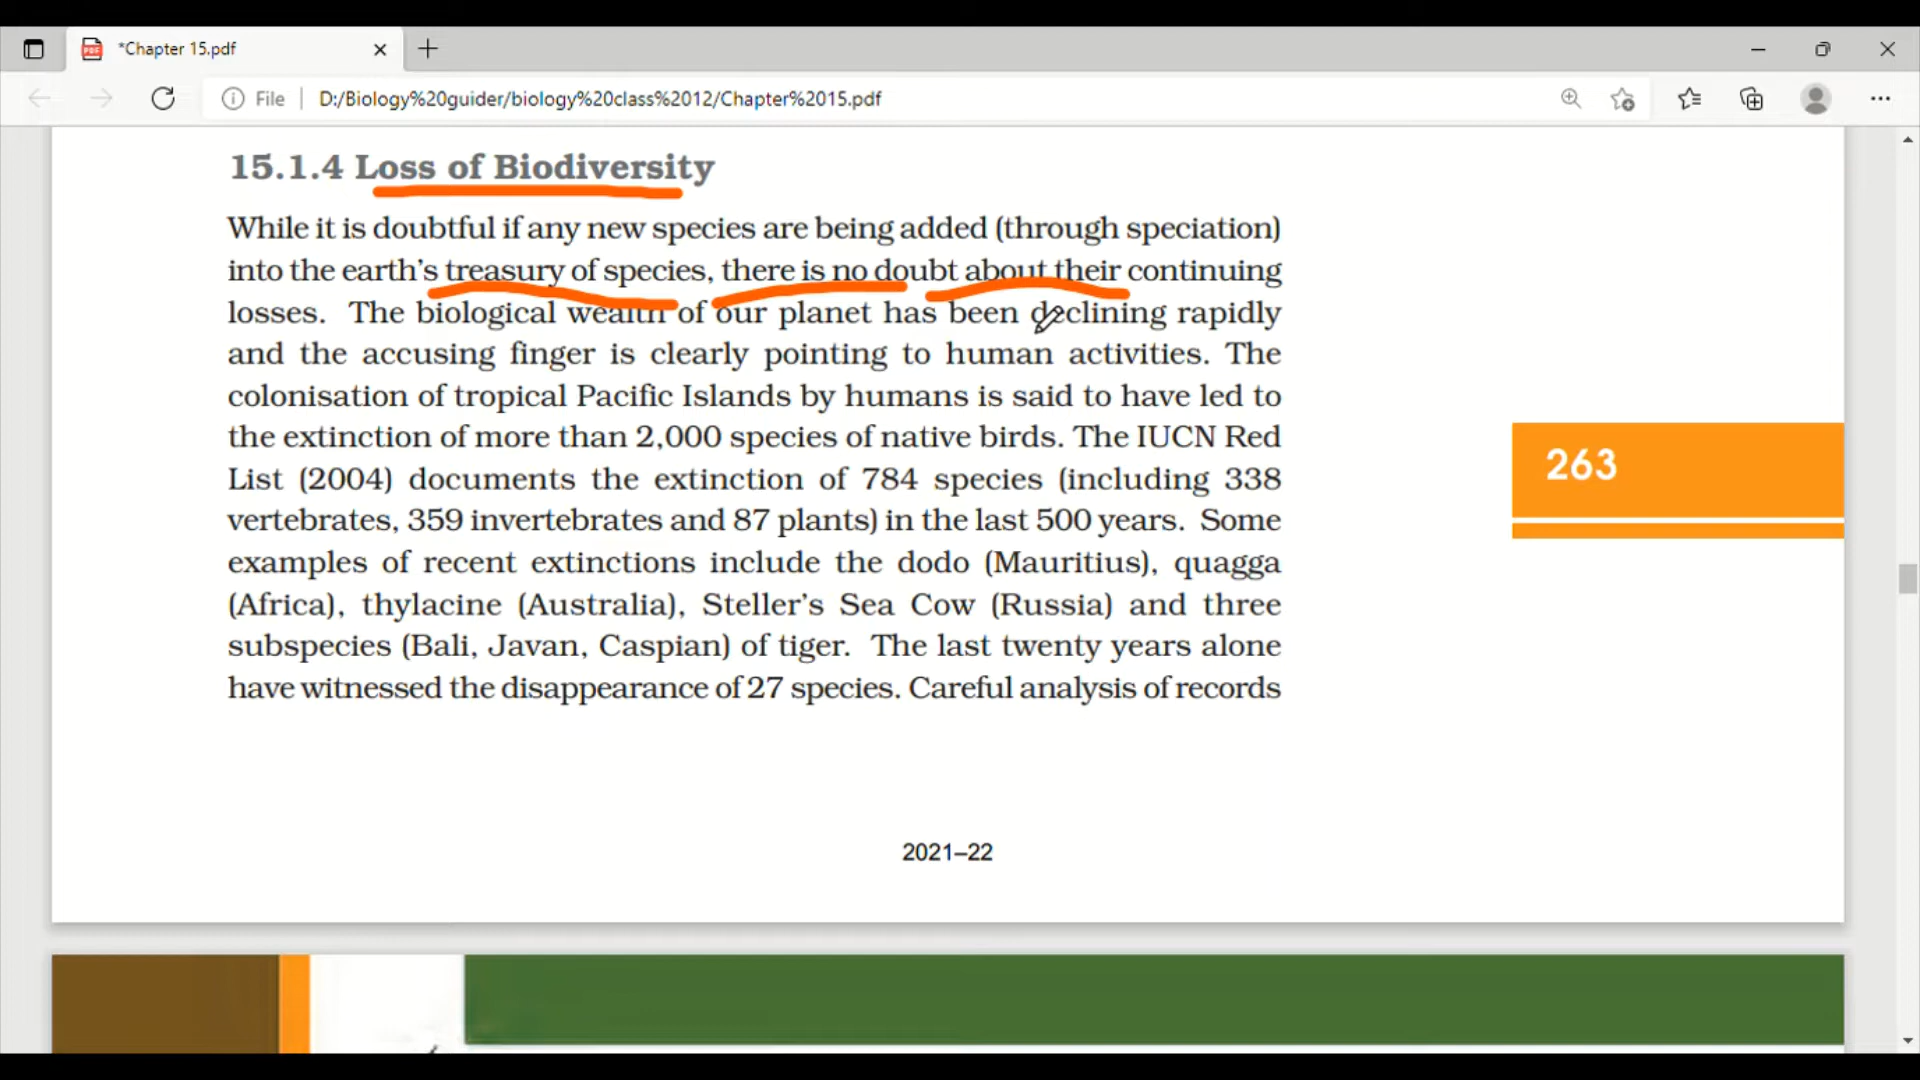 *Chapter 15.pdf
File
D:/Biology%20guider/biology%20class%2012/Chapter%2015.pdf
15.1.4 Loss of Biodiversity
While it is doubtful if any new species are being added (through speciation)
into the earth's treasury of species, there is no doubt about their continuing
losses. The biological wealth of our planet has been declining rapidly
and the accusing finger is clearly pointing to human activities. The
colonisation of tropical Pacific Islands by humans is said to have led to
the extinction of more than 2,000 species of native birds. The IUCN Red
List (2004) documents the extinction of 784 species (including 338
vertebrates, 359 invertebrates and 87 plants) in the last 500 years. Some
examples of recent extinctions include the dodo (Mauritius), quagga
(Africa), thylacine (Australia), Steller's Sea Cow (Russia) and three
subspecies (Bali, Javan, Caspian) of tiger. The last twenty years alone
have witnessed the disappearance of 27 species. Careful analysis of records
263
2021–22